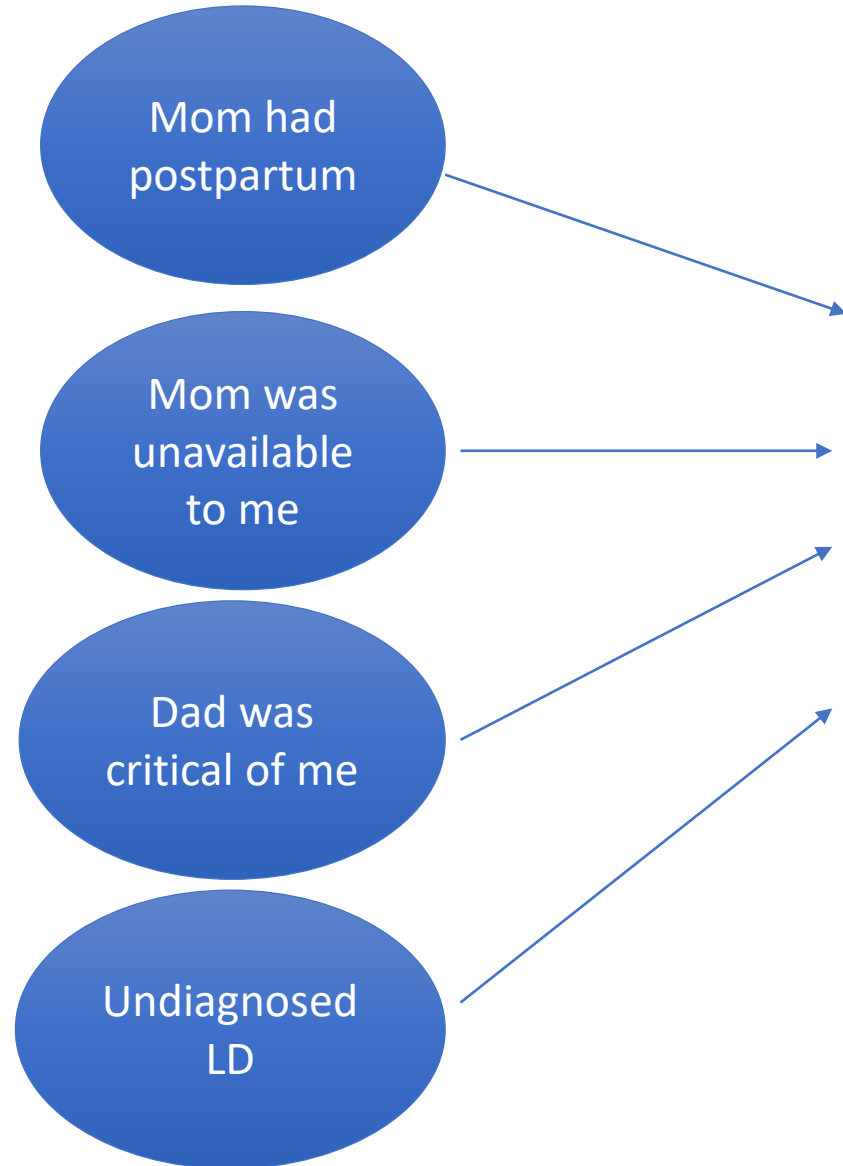 Mom had
postpartum
Mom was
unavailable
to me
Dad was
critical of me
Undiagnosed
LD